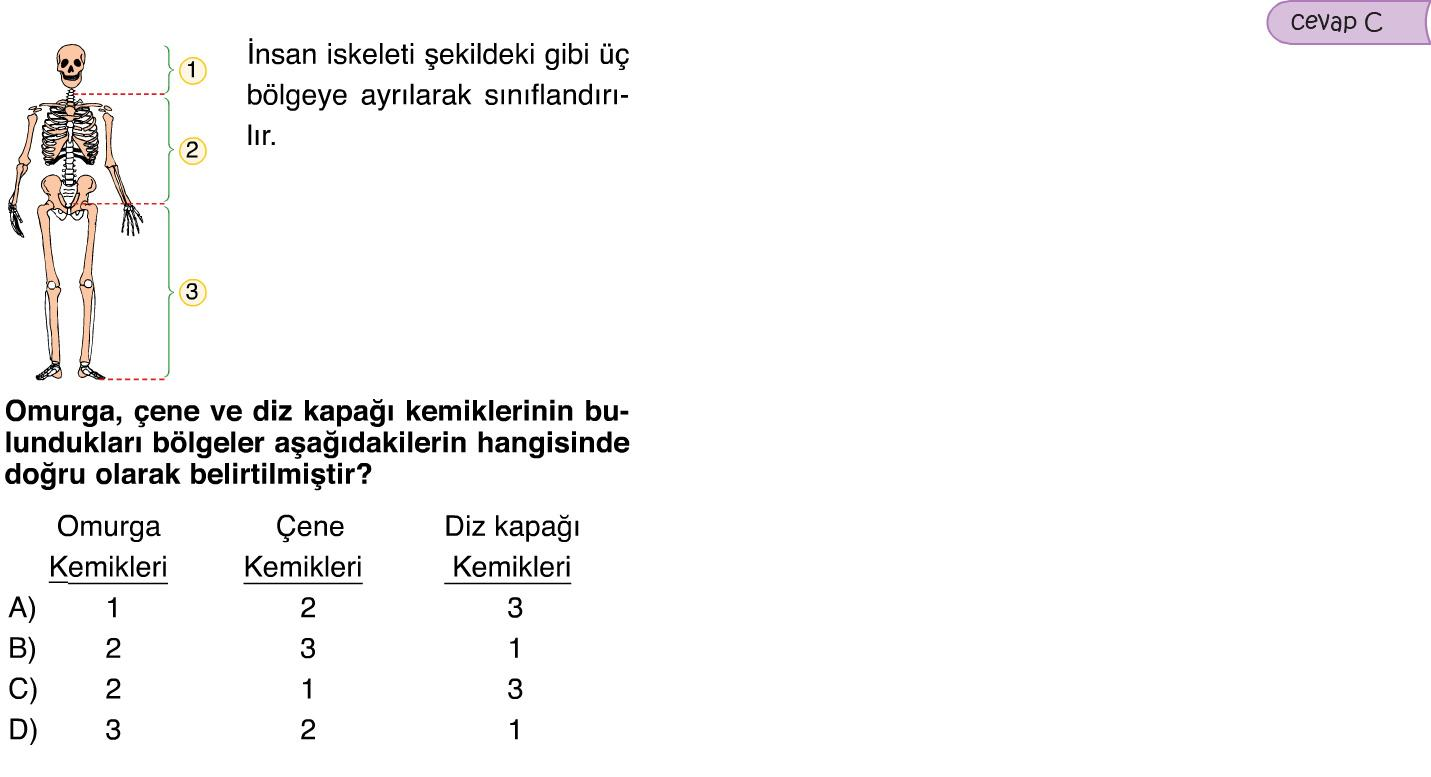 cevap C
1
2
3
İnsan iskeleti şekildeki gibi üç
bölgeye ayrılarak sınıflandırı-
lır.
Omurga, çene ve diz kapağı kemiklerinin bu-
lundukları bölgeler aşağıdakilerin hangisinde
doğru olarak belirtilmiştir?
Omurga Çene Diz kapağı
Kemikleri Kemikleri Kemikleri
A) 1 2 3
B) 2 3 1
C) 2 1 3
D) 3 2 1